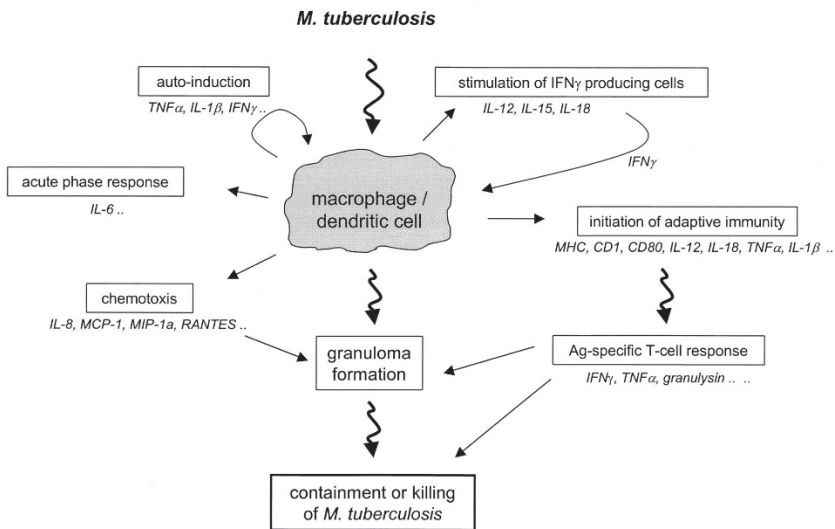 M. tuberculosis
auto-induction
TNFα, IL-1β, IFNγ ..
stimulation of IFNγ producing cells
IL-12, IL-15, IL-18
IFNγ
acute phase response
IL-6 ..
macrophage /
dendritic cell
initiation of adaptive immunity
MHC, CD1, CD80, IL-12, IL-18, TNFα, IL-1β ..
chemotoxis
IL-8, MCP-1, MIP-1a, RANTES ..
granuloma
formation
Ag-specific T-cell response
IFNγ, TNFα, granulysin .. ..
containment or killing
of M. tuberculosis